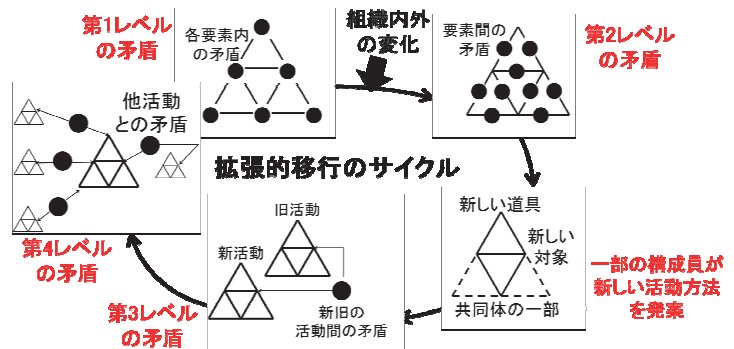 第1レベル
の矛盾
各要素内
の矛盾
組織内外
の変化
要素間の
矛盾
第2レベル
の矛盾
他活動
との矛盾
拡張的移行のサイクル
新しい道具
新しい
対象
共同体の一部
一部の構成員が
新しい活動方法
を発案
旧活動
新活動
新旧の
活動間の矛盾
第3レベル
の矛盾
第4レベル
の矛盾